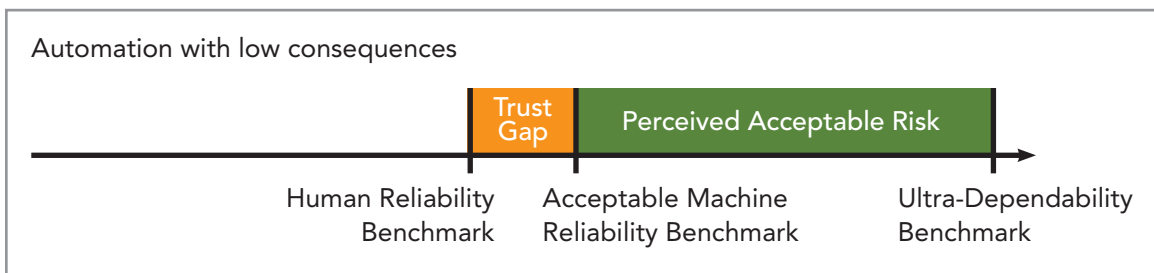 Automation with low consequences
Trust
Gap
Perceived Acceptable Risk
Human Reliability
Benchmark
Acceptable Machine
Reliability Benchmark
Ultra-Dependability
Benchmark